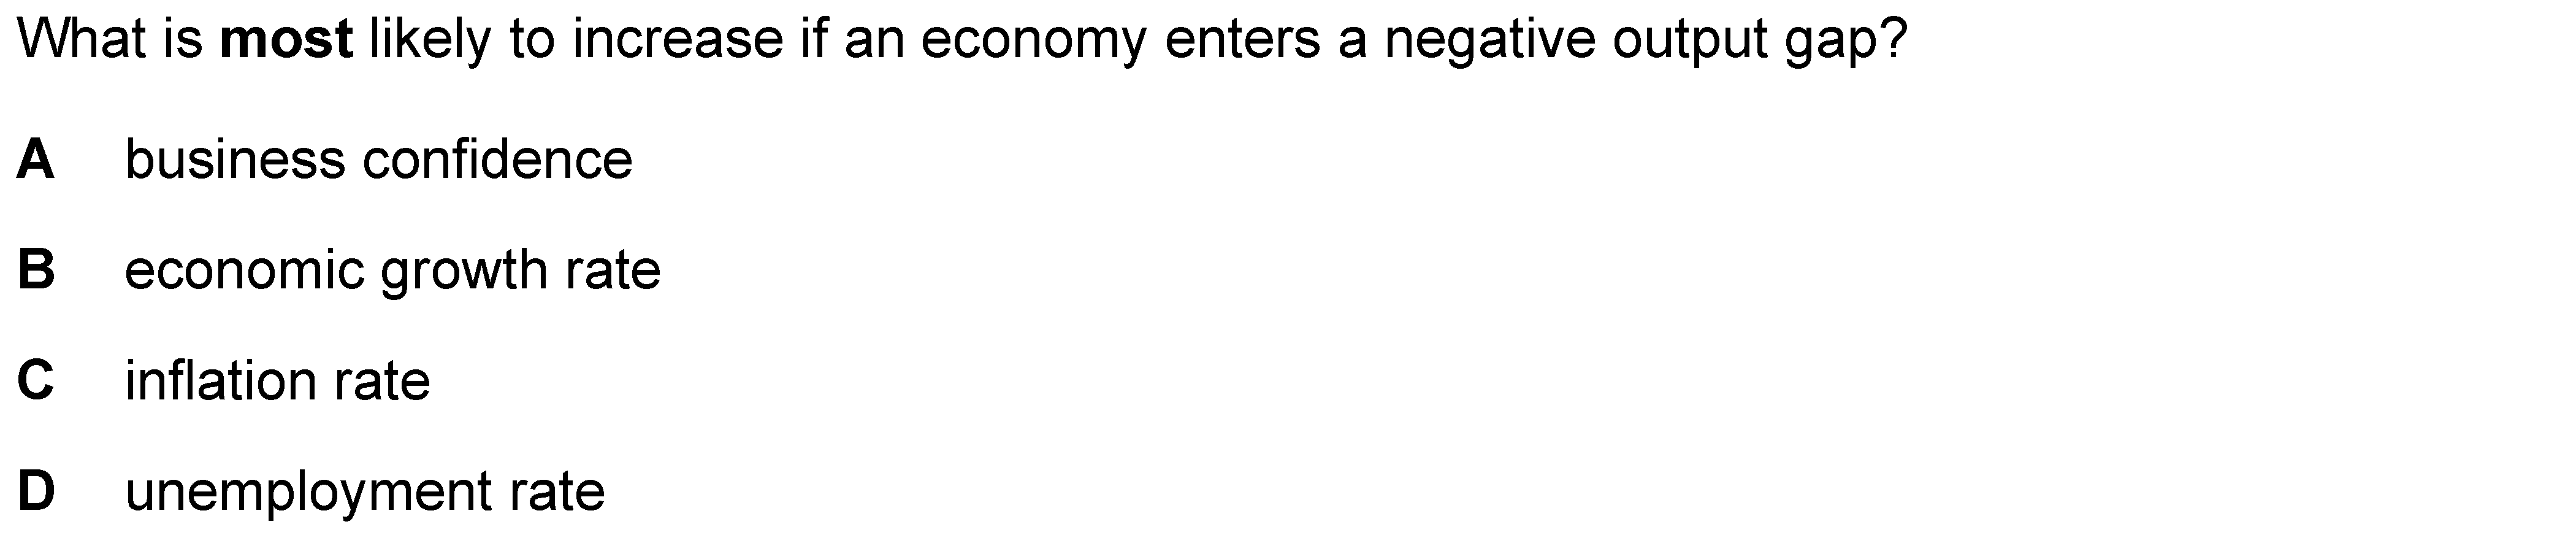 What is most likely to increase if an economy enters a negative output gap?
A business confidence
B economic growth rate
C inflation rate
D unemployment rate